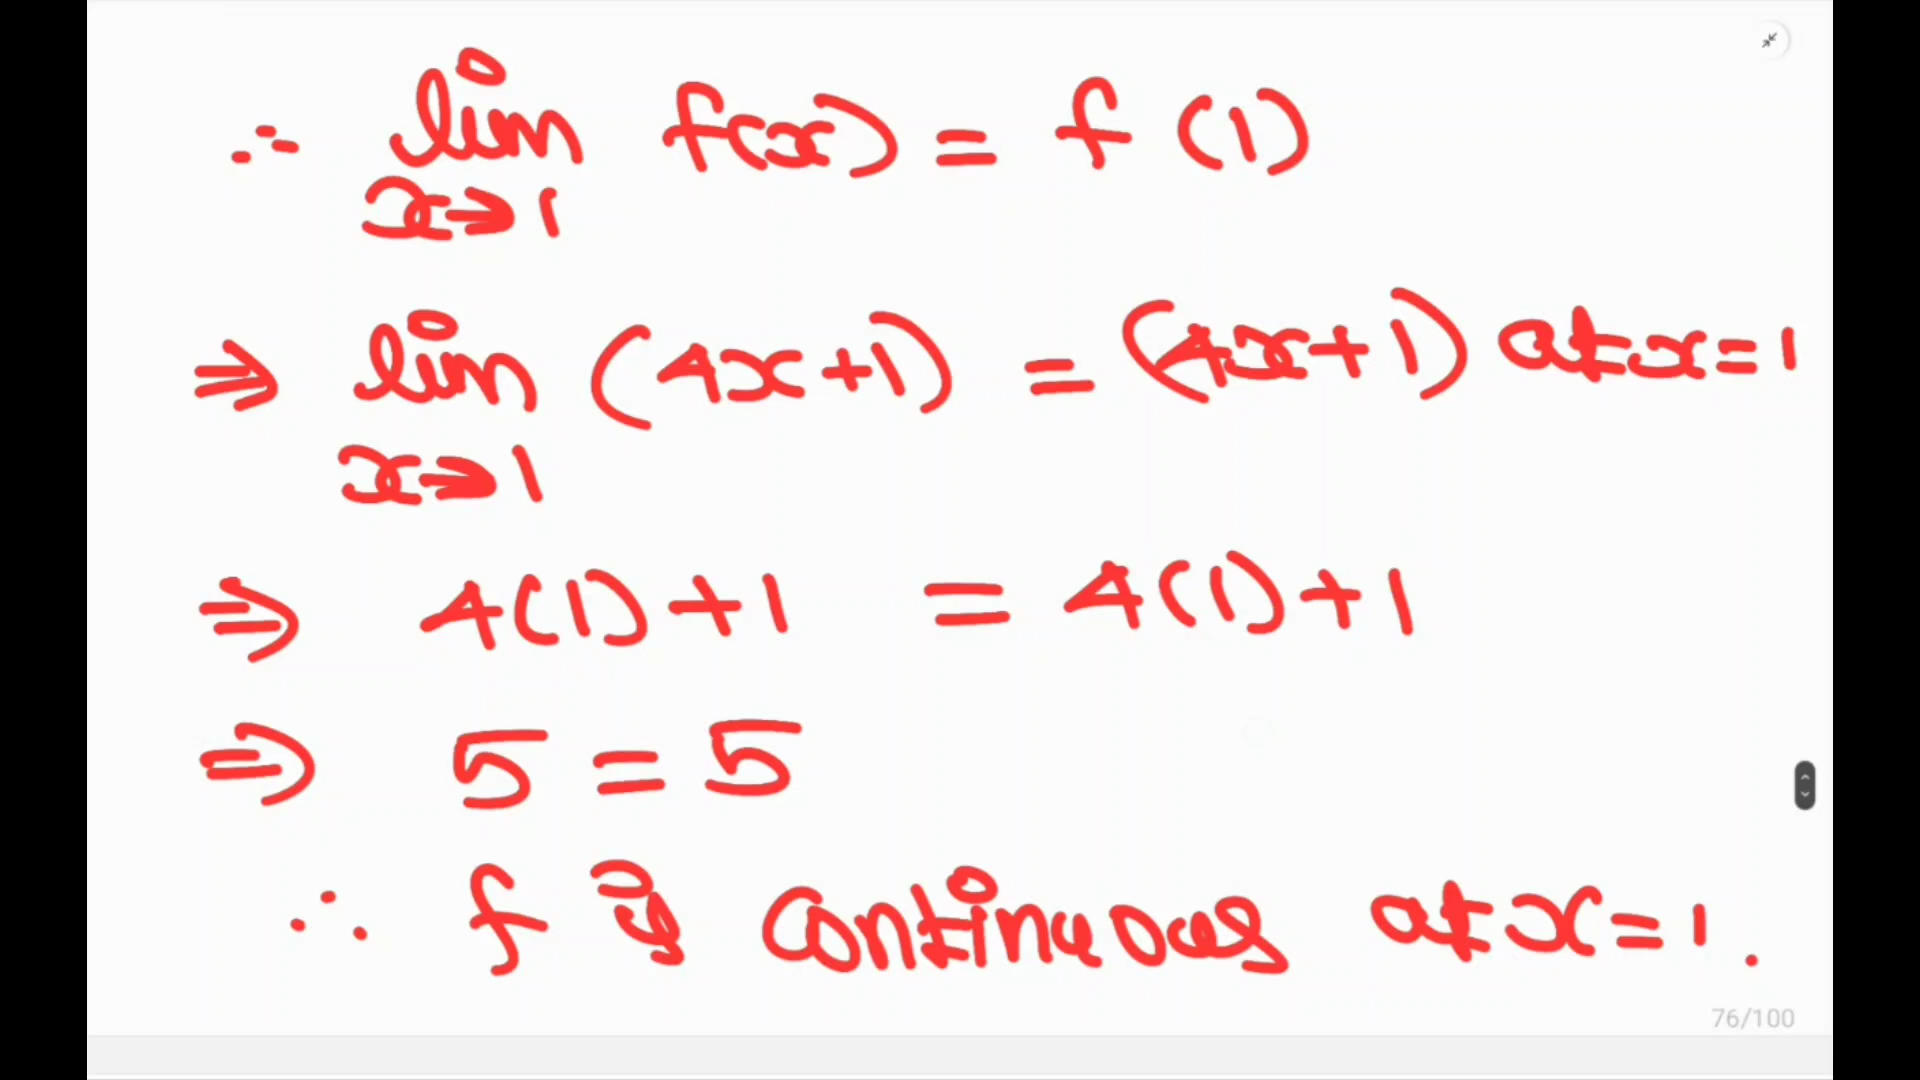 ∴ lim f(x) = f(1)
x→1
⇒ lim (4x+1) = (4x+1) at x=1
x→1
⇒ 4(1)+1 = 4(1)+1
⇒ 5 = 5
∴ f is continuous at x=1.
76/100